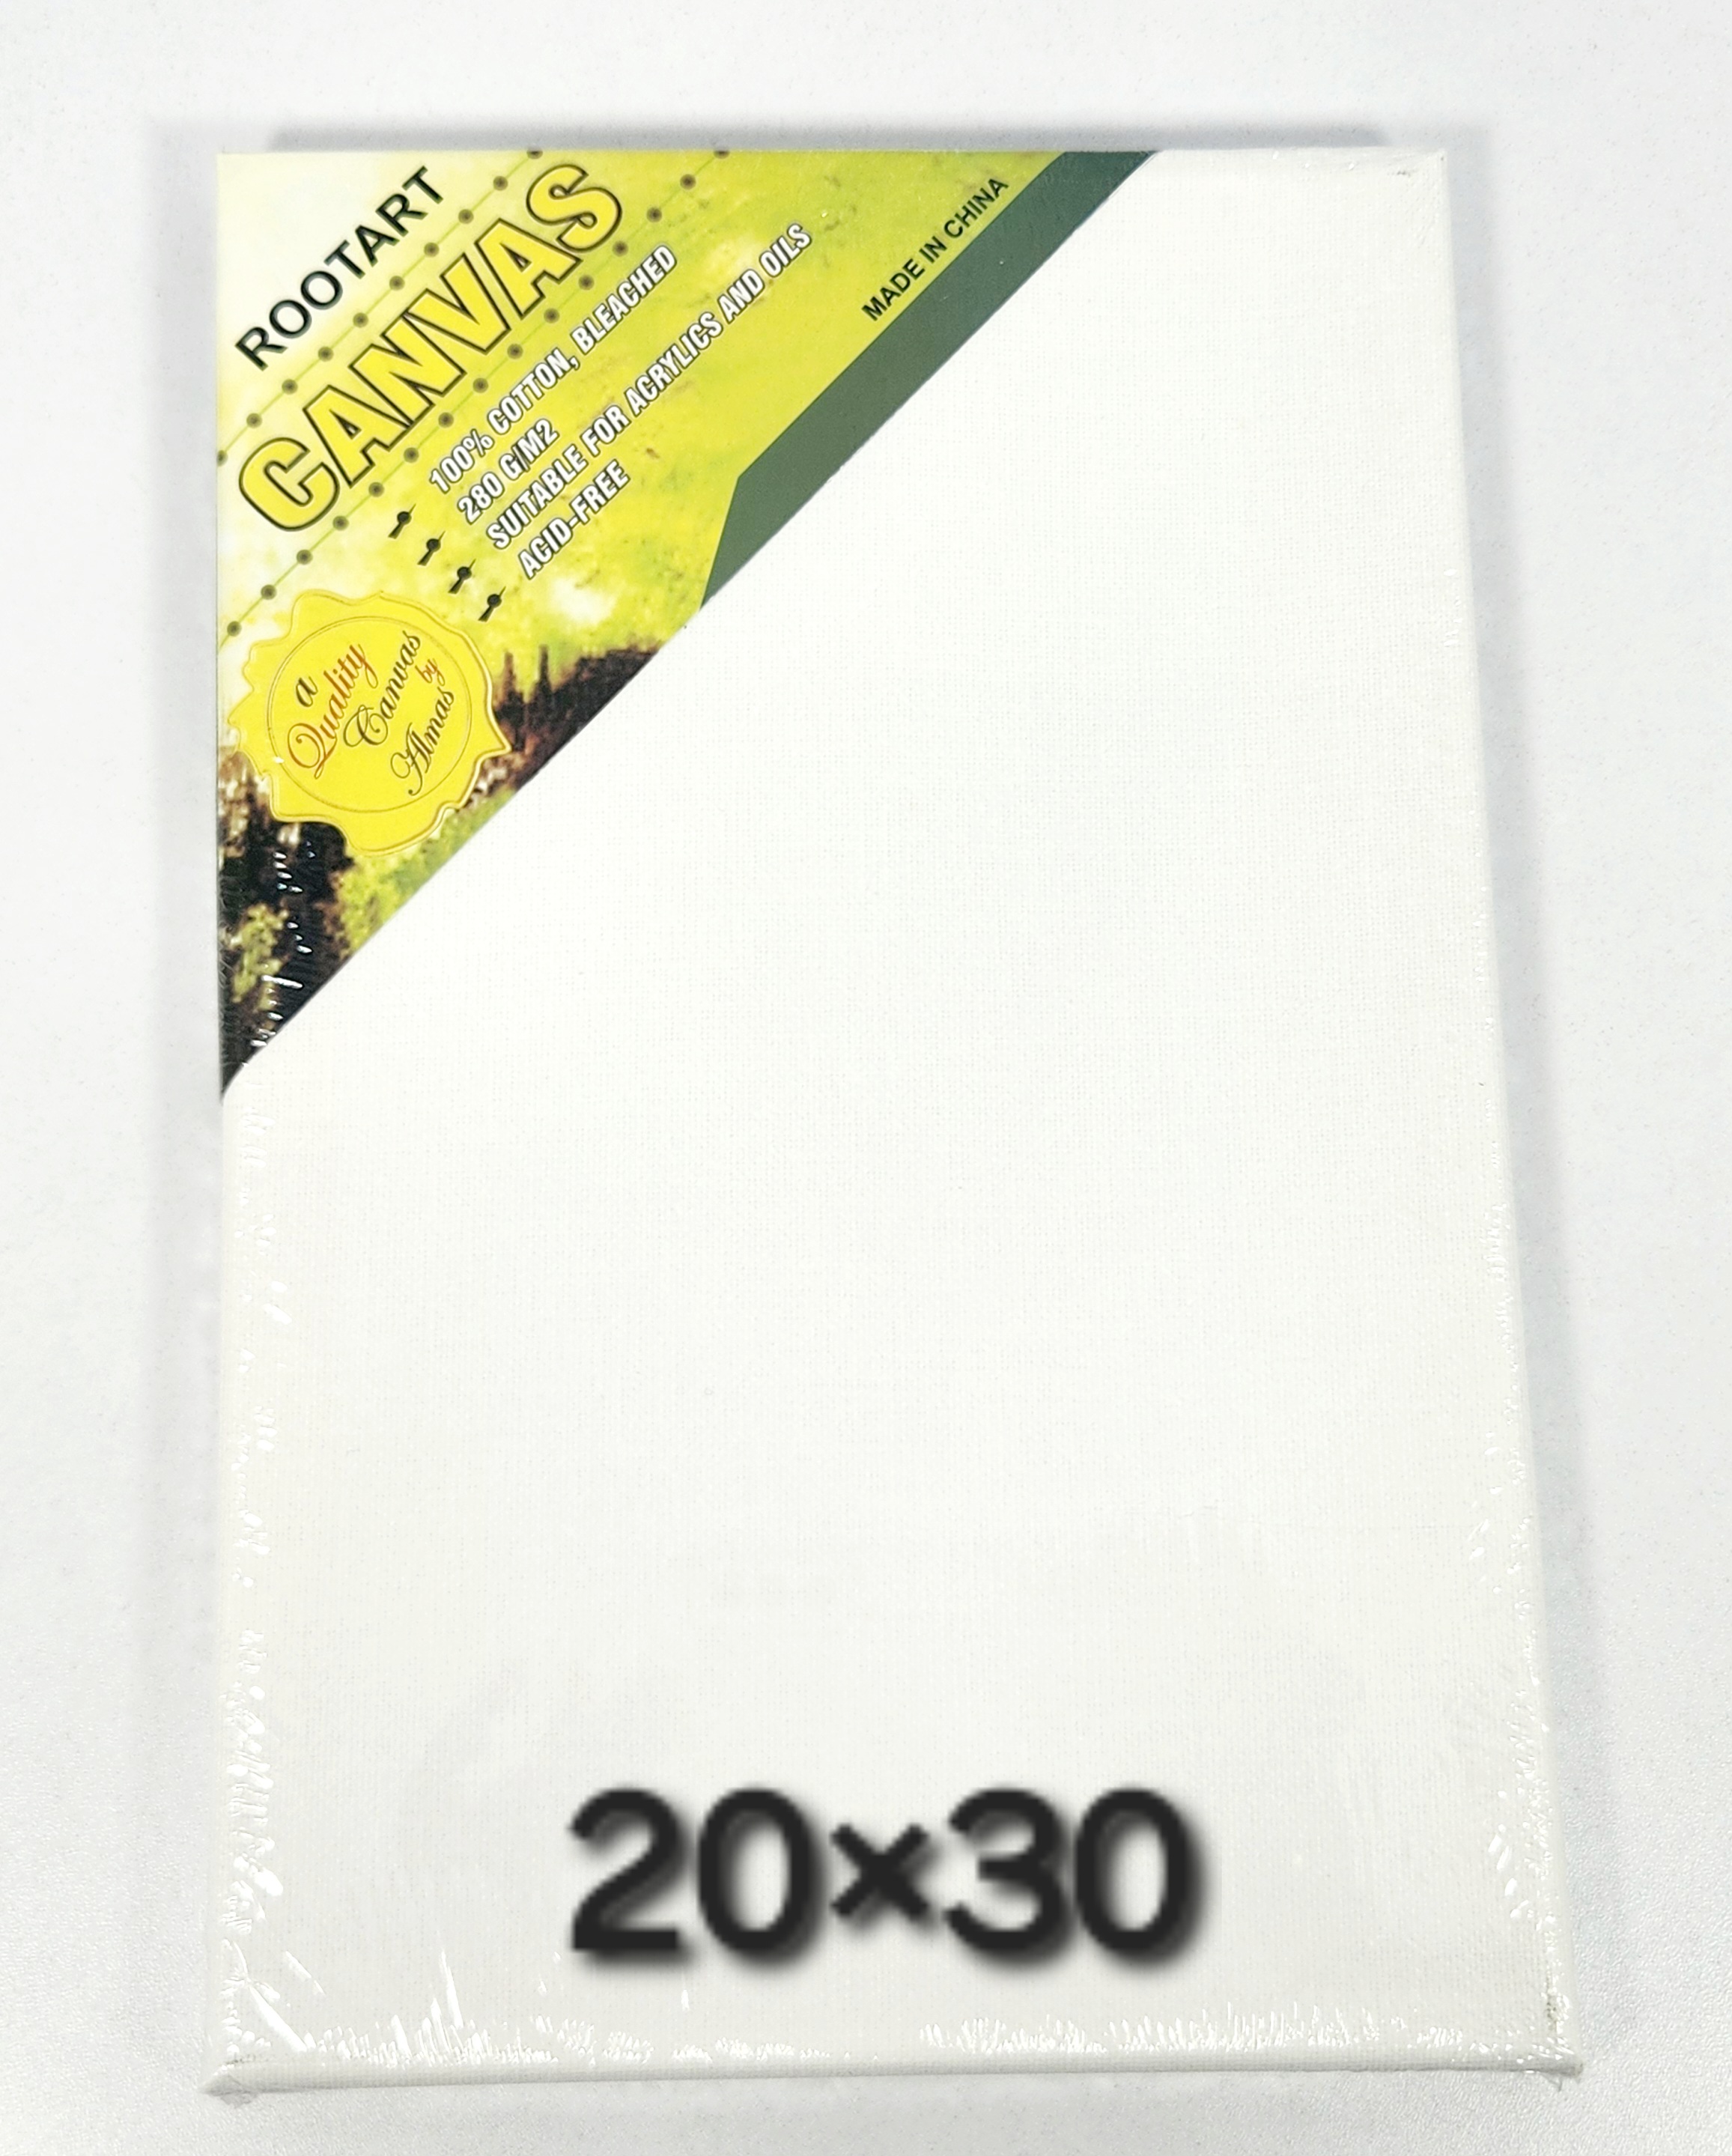 ROOTART
CANVAS
100% COTTON, BLEACHED
280 G/M2
SUITABLE FOR ACRYLICS AND OILS
ACID-FREE
MADE IN CHINA
a
Quality
Canvas
by
Almas
20×30